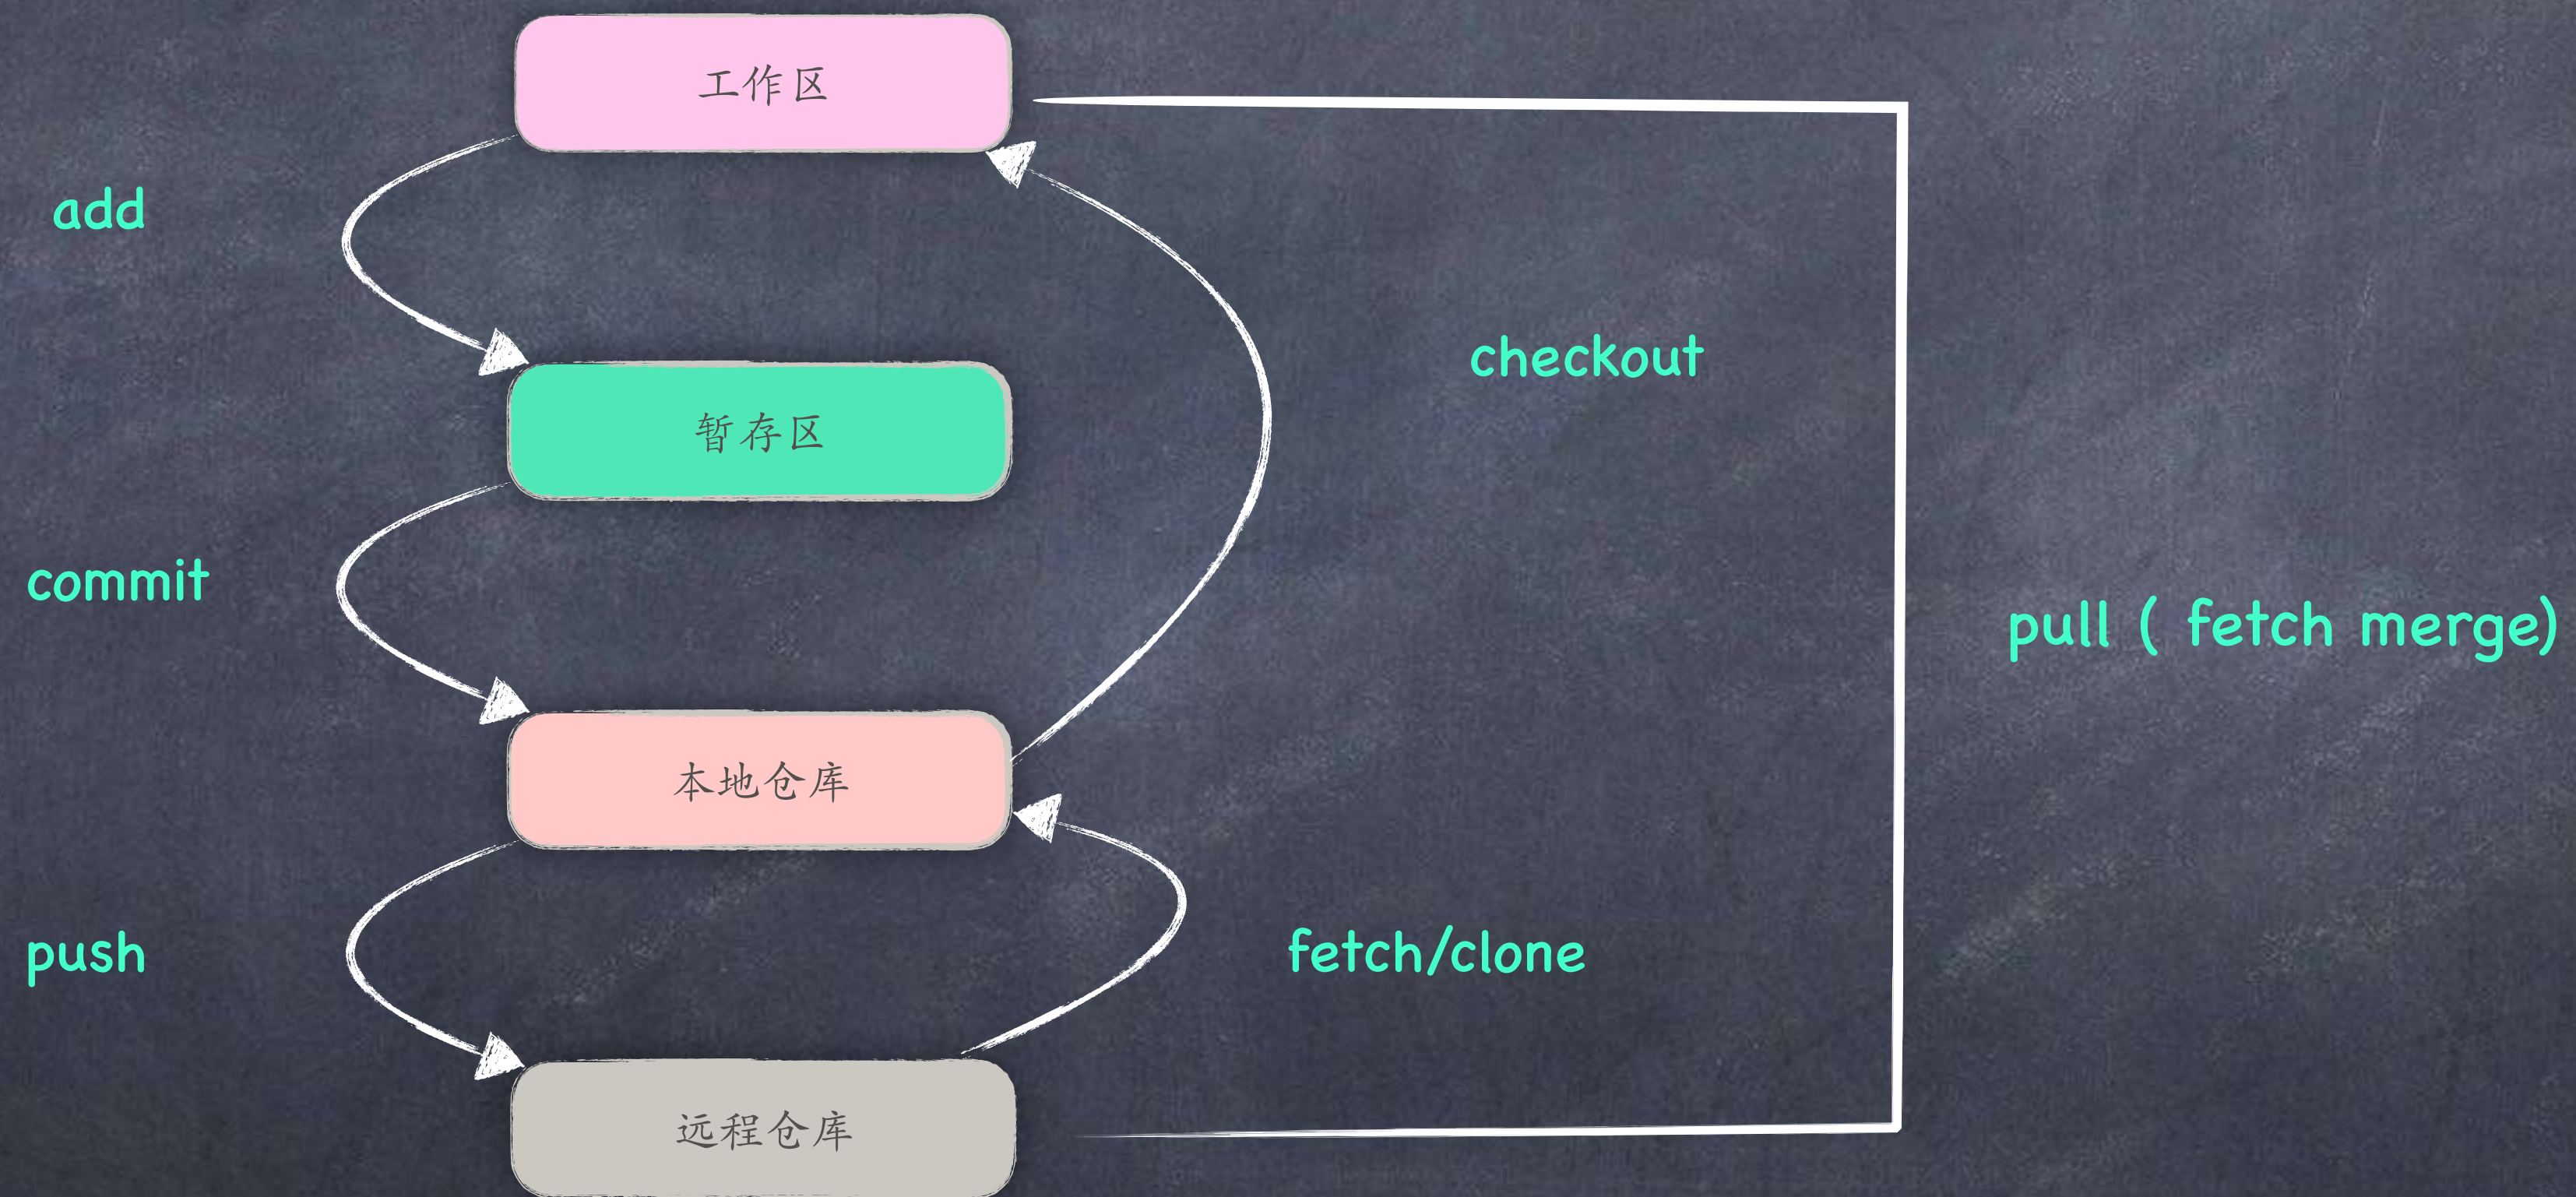 工作区
add
checkout
暂存区
commit
pull ( fetch merge)
本地仓库
push
fetch/clone
远程仓库